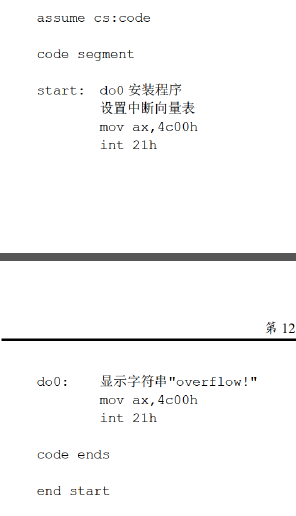 assume cs:code
code segment
start: do0 安装程序
设置中断向量表
mov ax,4c00h
int 21h
第 12
do0: 显示字符串"overflow!"
mov ax,4c00h
int 21h
code ends
end start